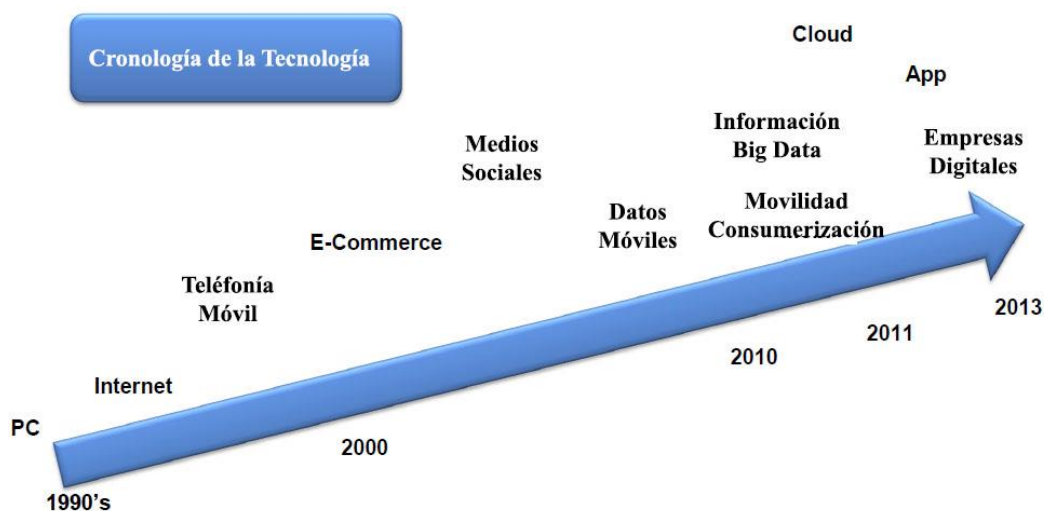 Cronología de la Tecnología
Cloud
App
Información
Big Data
Empresas
Digitales
Medios
Sociales
Movilidad
Consumerización
Datos
Móviles
E-Commerce
Teléfonía
Móvil
Internet
PC
1990's
2000
2010
2011
2013